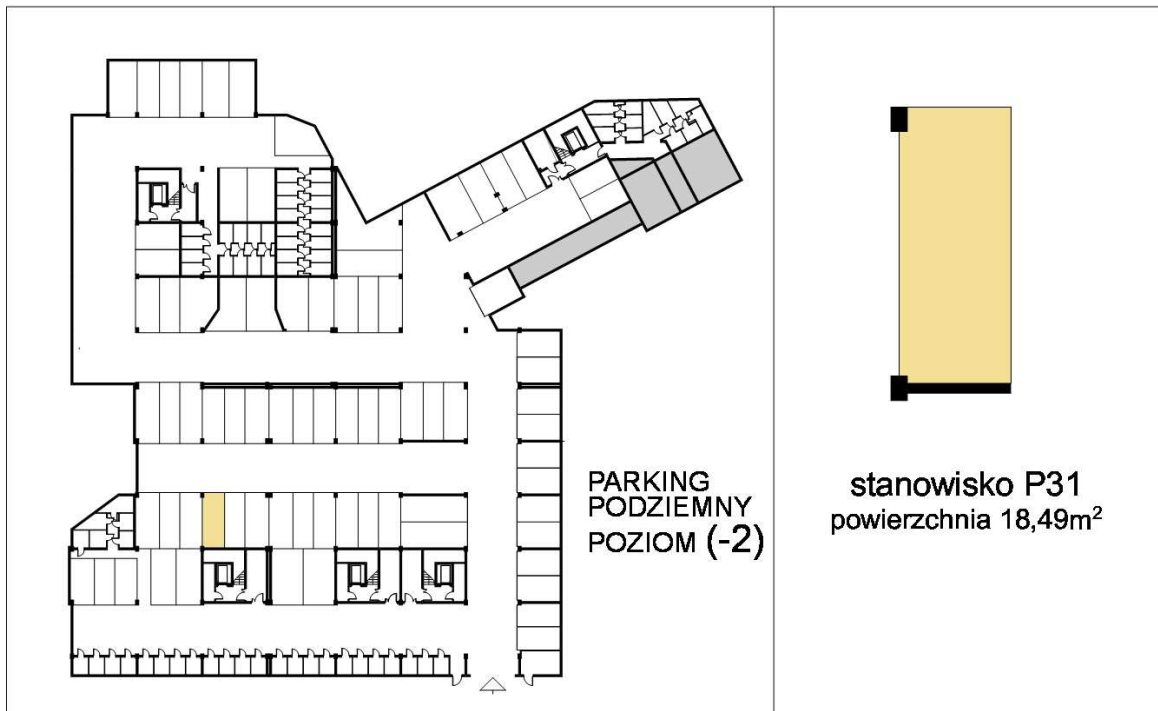 PARKING
PODZIEMNY
POZIOM (-2)
stanowisko P31
powierzchnia 18,49m²